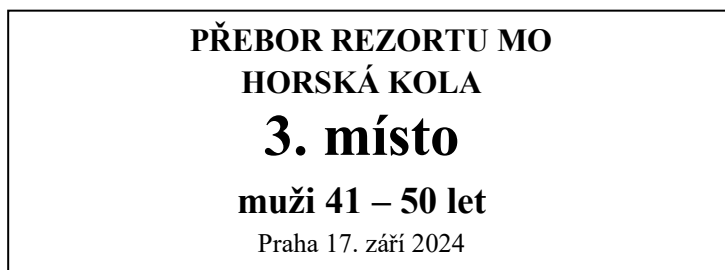 PŘEBOR REZORTU MO
HORSKÁ KOLA
3. místo
muži 41 – 50 let
Praha 17. září 2024